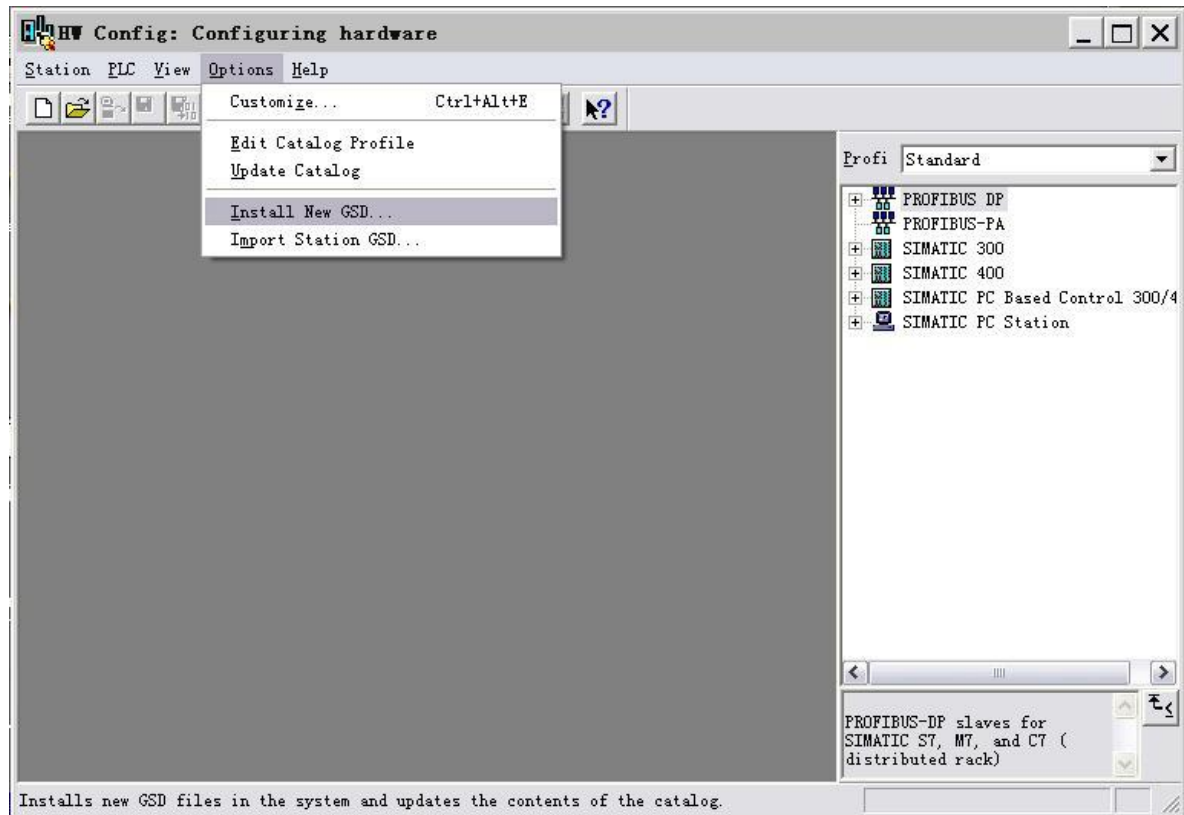 HW Config: Configuring hardware
Station PLC View Options Help
Customize... Ctrl+Alt+E
Edit Catalog Profile
Update Catalog
Install New GSD...
Import Station GSD...
Profi Standard
PROFIBUS DP
PROFIBUS-PA
SIMATIC 300
SIMATIC 400
SIMATIC PC Based Control 300/4
SIMATIC PC Station
PROFIBUS-DP slaves for
SIMATIC S7, M7, and C7 (
distributed rack)
Installs new GSD files in the system and updates the contents of the catalog.